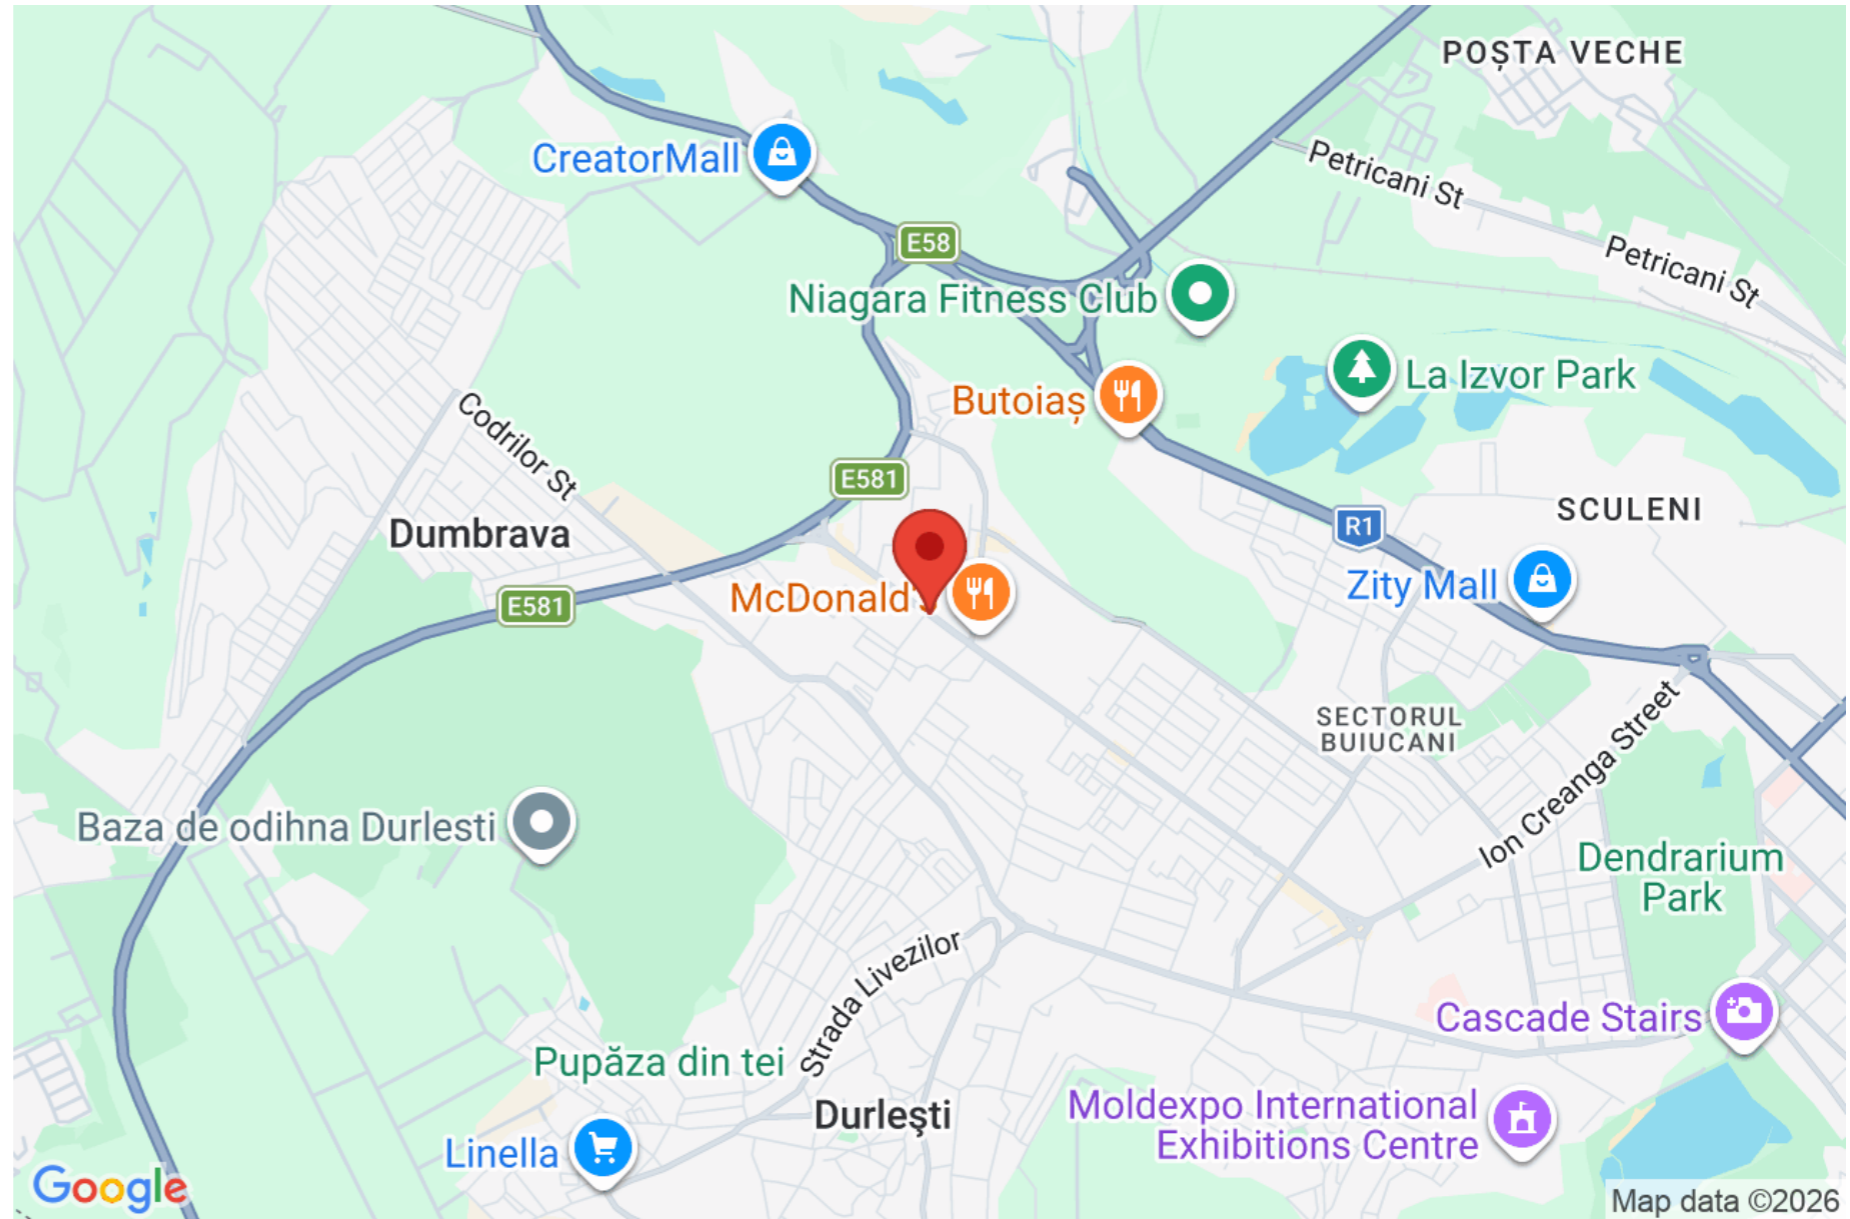 POȘTA VECHE
CreatorMall
Petricani St
E58
Petricani St
Niagara Fitness Club
La Izvor Park
Butoiaș
Codrilor St
E581
SCULENI
Dumbrava
R1
Zity Mall
McDonald's
E581
SECTORUL
BUIUCANI
Ion Creanga Street
Baza de odihna Durlesti
Dendrarium
Park
Strada Livezilor
Cascade Stairs
Pupăza din tei
Durleşti
Moldexpo International
Exhibitions Centre
Linella
Google
Map data ©2026